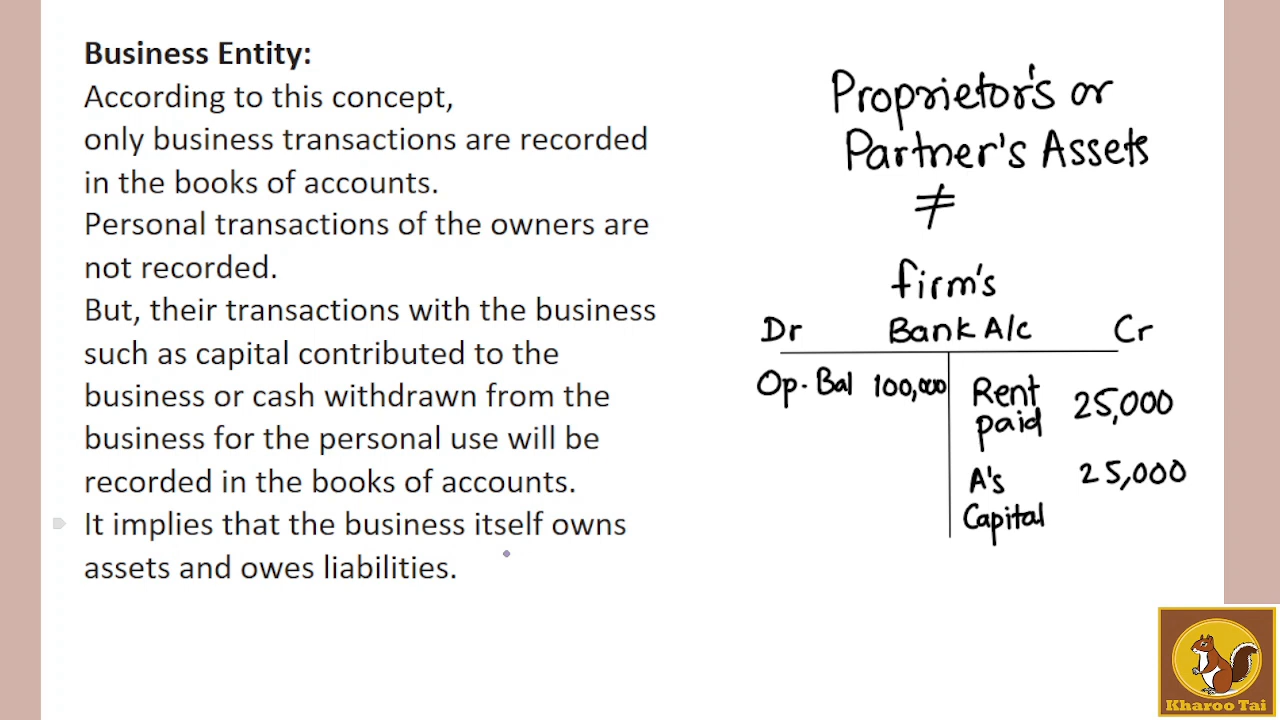 Business Entity:
According to this concept,
only business transactions are recorded
in the books of accounts.
Personal transactions of the owners are
not recorded.
But, their transactions with the business
such as capital contributed to the
business or cash withdrawn from the
business for the personal use will be
recorded in the books of accounts.
It implies that the business itself owns
assets and owes liabilities.
Proprietor's or
Partner's Assets
≠
firm's
Dr Bank A/c Cr
Op. Bal 100,000 Rent paid 25,000
A's Capital 25,000
Kharoo Tai